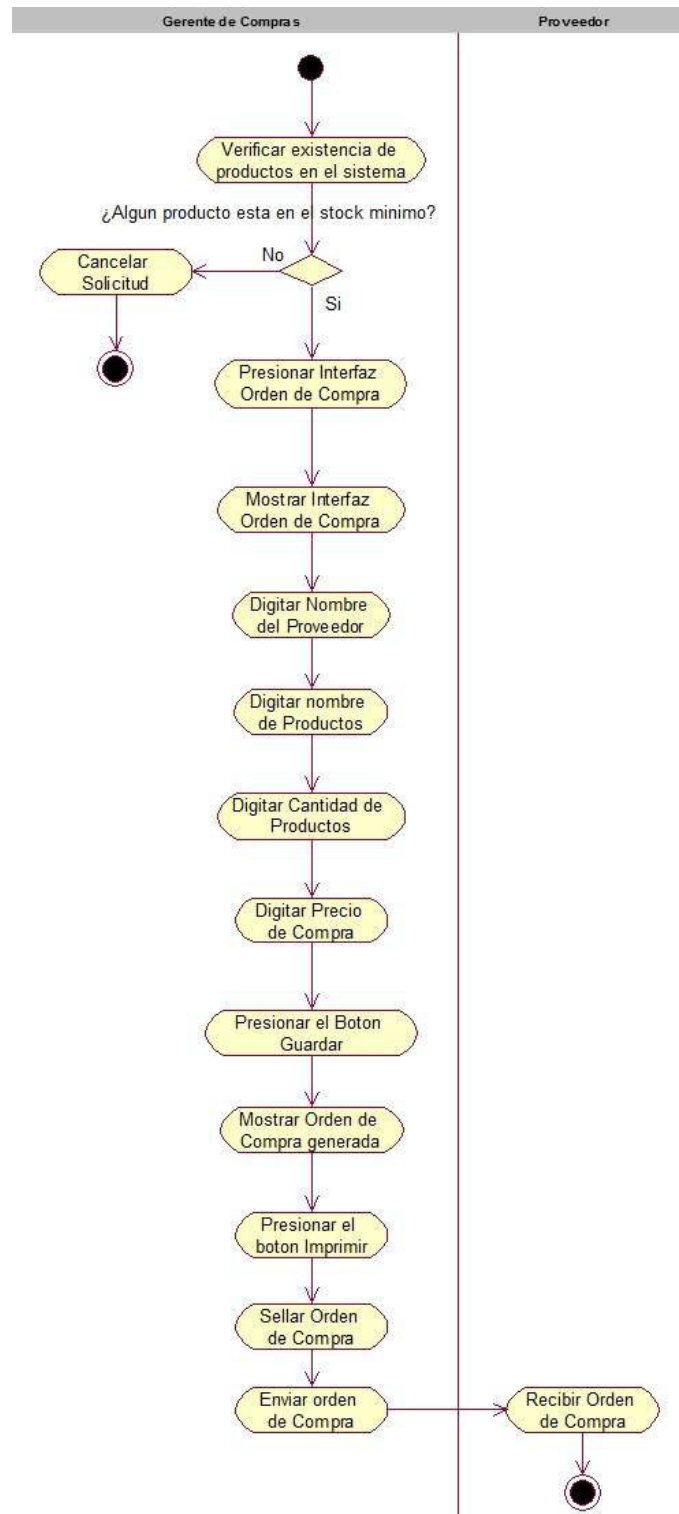 Gerente de Compras
Proveedor
Verificar existencia de
productos en el sistema
¿Algun producto esta en el stock minimo?
No
Cancelar
Solicitud
Si
Presionar Interfaz
Orden de Compra
Mostrar Interfaz
Orden de Compra
Digitar Nombre
del Proveedor
Digitar nombre
de Productos
Digitar Cantidad de
Productos
Digitar Precio
de Compra
Presionar el Boton
Guardar
Mostrar Orden de
Compra generada
Presionar el
boton Imprimir
Sellar Orden
de Compra
Enviar orden
de Compra
Recibir Orden
de Compra